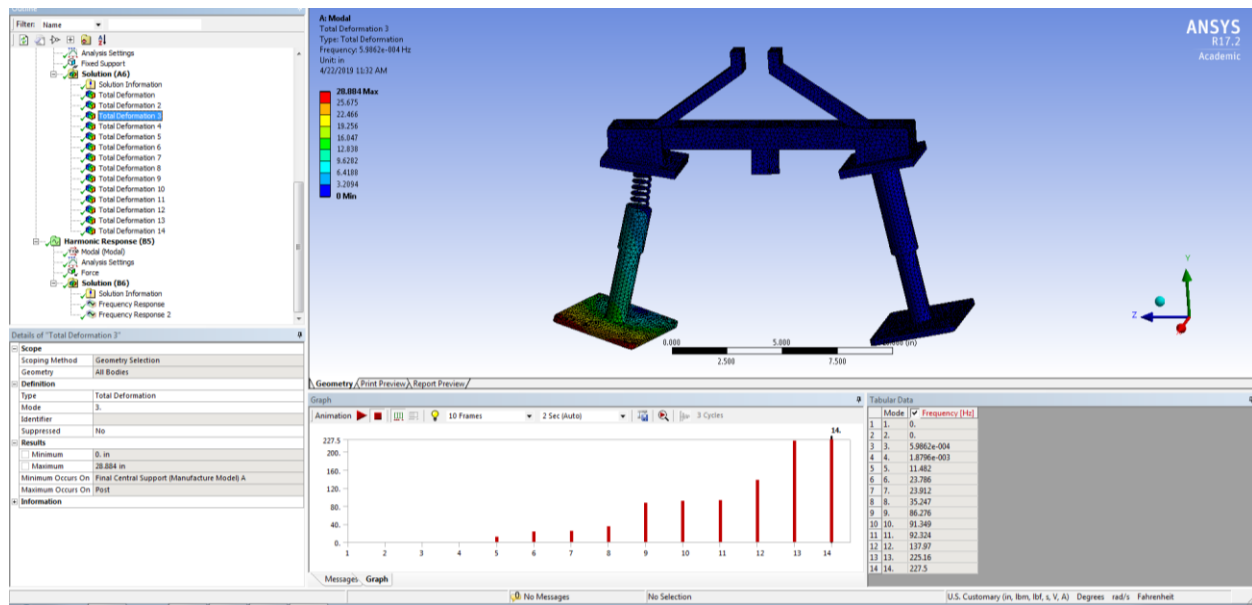 Outline
Filter: Name
Analysis Settings
Fixed Support
Solution (A6)
Solution Information
Total Deformation
Total Deformation 2
Total Deformation 3
Total Deformation 4
Total Deformation 5
Total Deformation 6
Total Deformation 7
Total Deformation 8
Total Deformation 9
Total Deformation 10
Total Deformation 11
Total Deformation 12
Total Deformation 13
Total Deformation 14
Harmonic Response (B5)
Modal (Modal)
Analysis Settings
Force
Solution (B6)
Solution Information
Frequency Response
Frequency Response 2
Details of "Total Deformation 3"
Scope
Scoping Method Geometry Selection
Geometry All Bodies
Definition
Type Total Deformation
Mode 3.
Identifier
Suppressed No
Results
Minimum 0. in
Maximum 28.884 in
Minimum Occurs On Final Central Support (Manufacture Model) A
Maximum Occurs On Post
Information
A: Modal
Total Deformation 3
Type: Total Deformation
Frequency: 5.9862e-004 Hz
Unit: in
4/22/2019 11:32 AM
28.884 Max
25.675
22.466
19.256
16.047
12.838
9.6282
6.4188
3.2094
0 Min
ANSYS
R17.2
Academic
Y
Z
0.000 5.000 (in)
2.500 7.500
Geometry Print Preview Report Preview
Graph
Animation 10 Frames 2 Sec (Auto) 3 Cycles
14.
227.5
200.
160.
120.
80.
40.
0.
1 2 3 4 5 6 7 8 9 10 11 12 13 14
Messages Graph
Tabular Data
Mode Frequency [Hz]
1 1. 0.
2 2. 0.
3 3. 5.9862e-004
4 4. 1.8796e-003
5 5. 11.482
6 6. 23.786
7 7. 23.912
8 8. 35.247
9 9. 86.276
10 10. 91.349
11 11. 92.324
12 12. 137.97
13 13. 225.16
14 14. 227.5
No Messages No Selection U.S. Customary (in, lbm, lbf, s, V, A) Degrees rad/s Fahrenheit